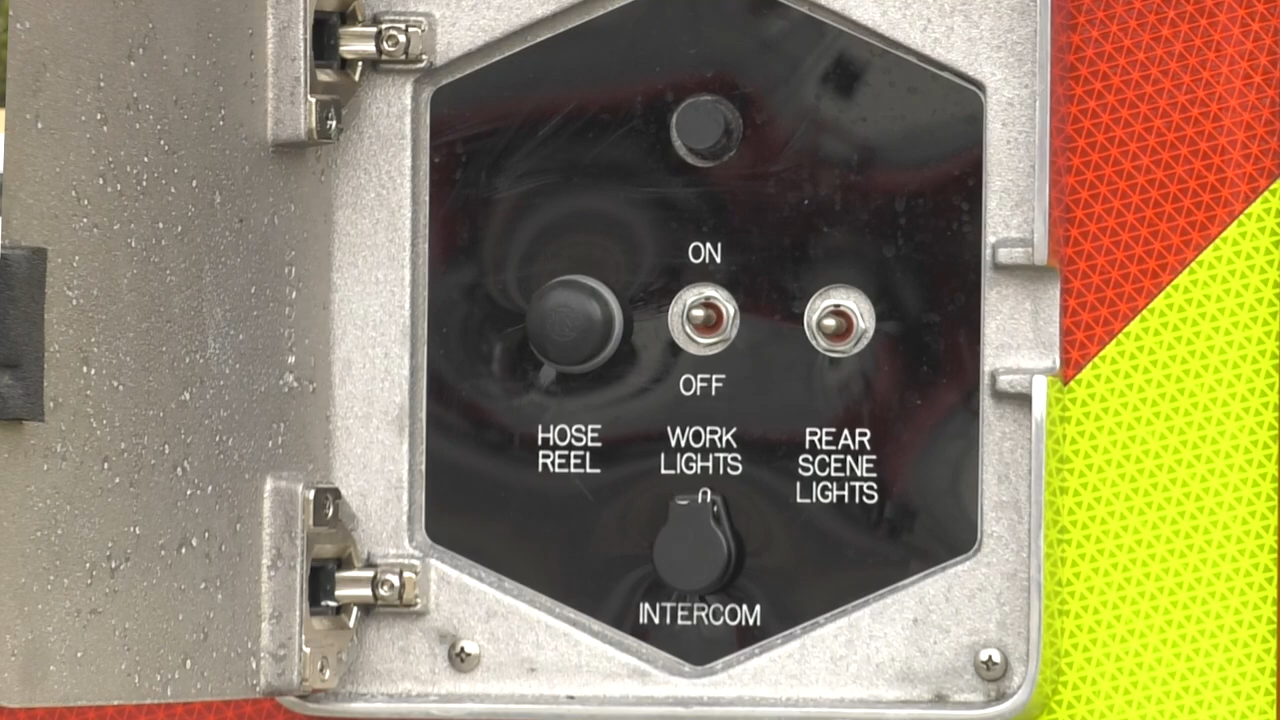 ON
OFF
HOSE
REEL
WORK
LIGHTS
REAR
SCENE
LIGHTS
INTERCOM